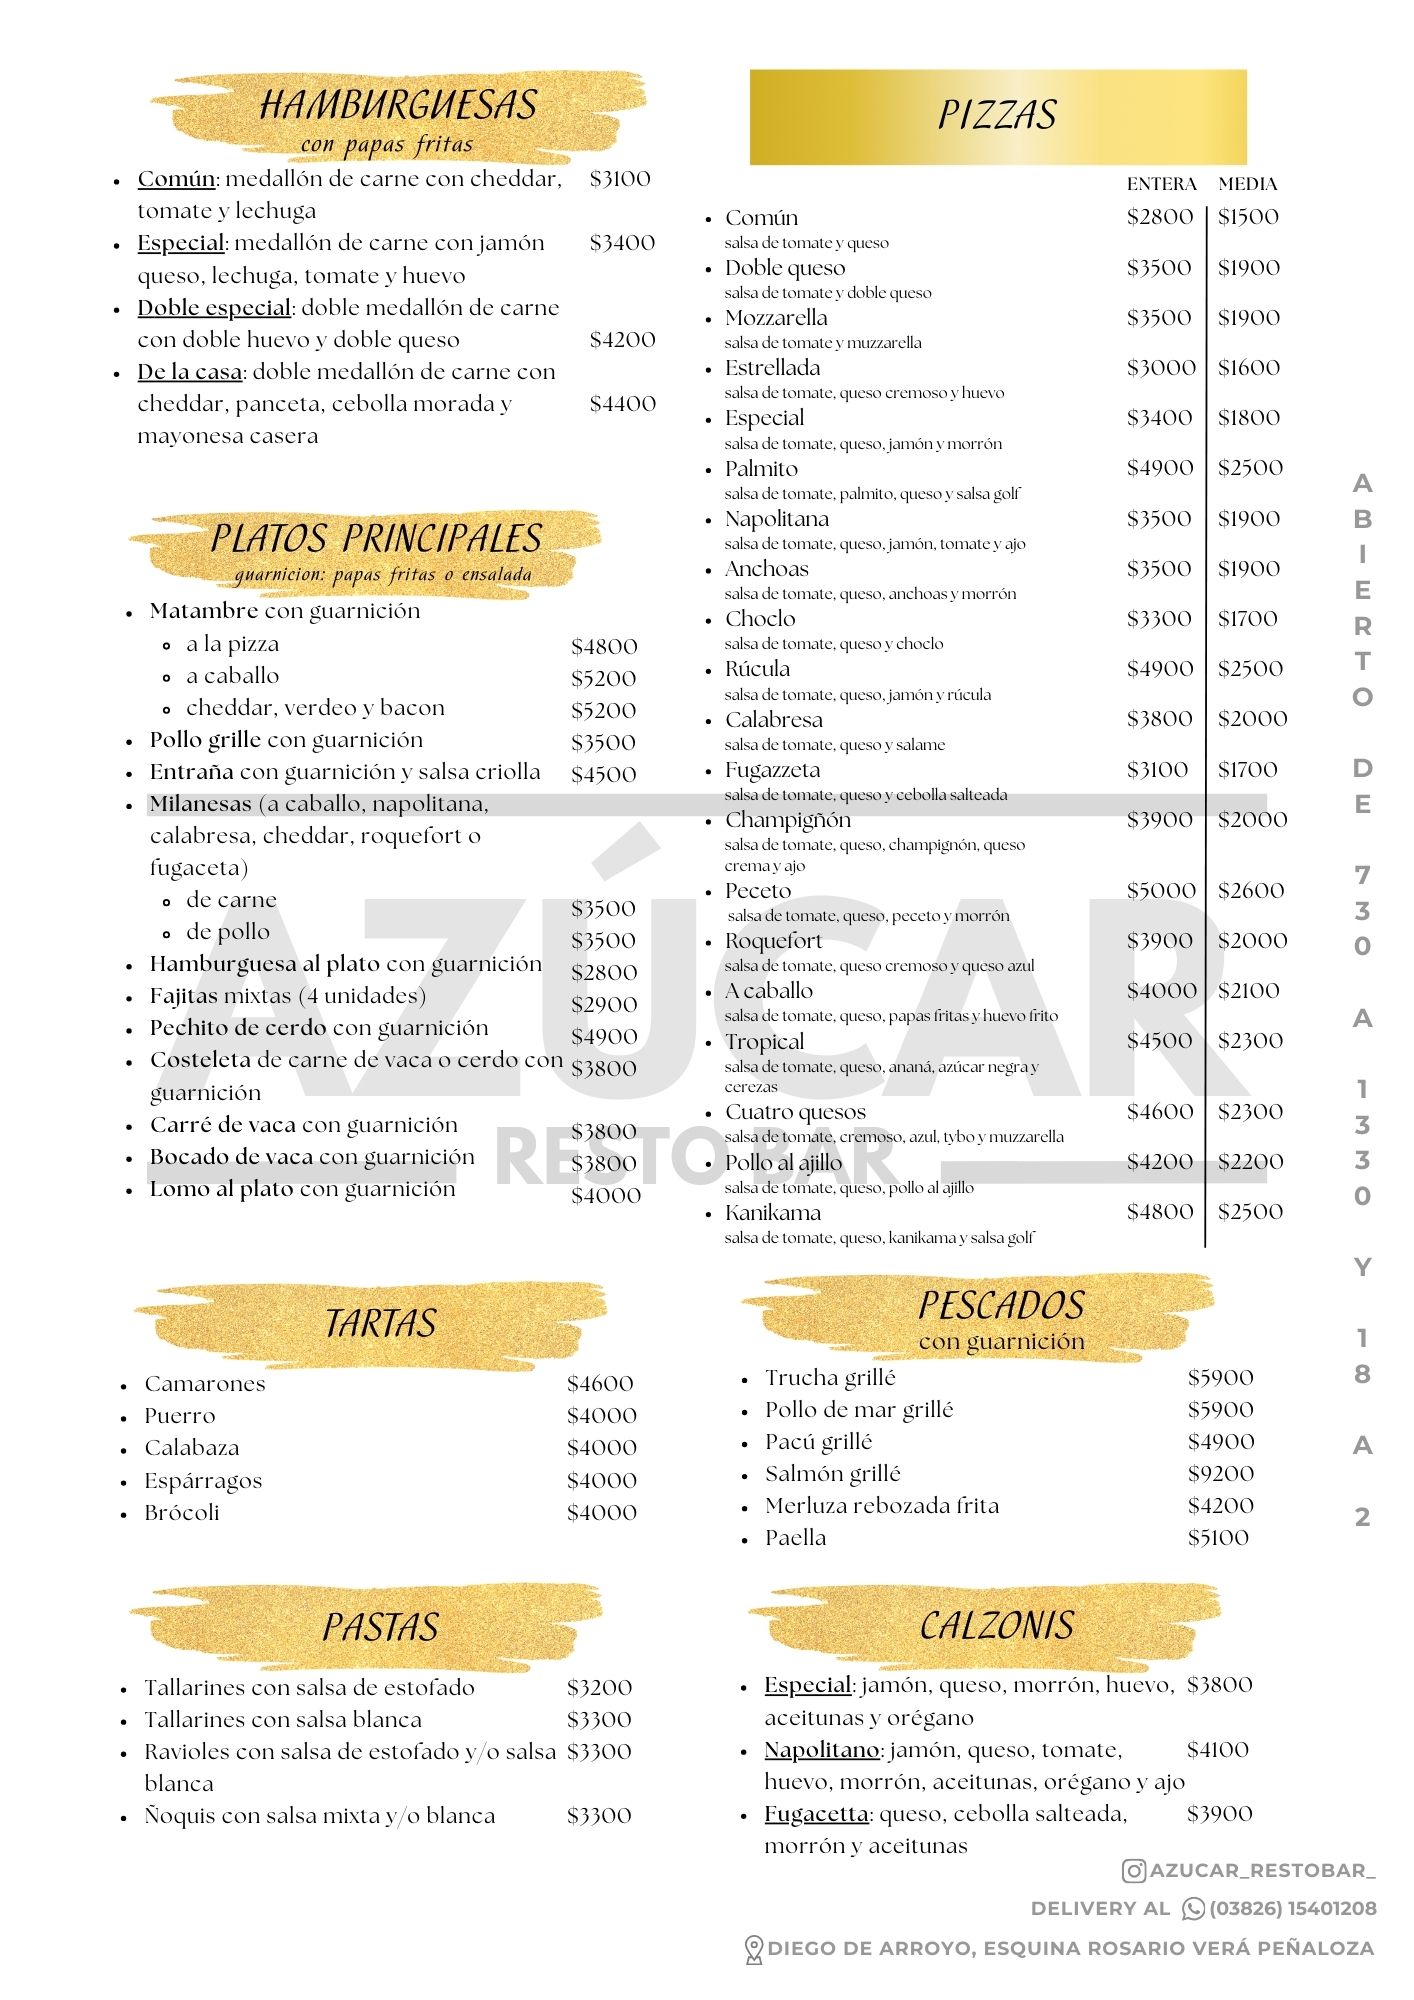 HAMBURGUESAS
con papas fritas
Común: medallón de carne con cheddar, $3100
tomate y lechuga
Especial: medallón de carne con jamón $3400
queso, lechuga, tomate y huevo
Doble especial: doble medallón de carne
con doble huevo y doble queso $4200
De la casa: doble medallón de carne con
cheddar, panceta, cebolla morada y $4400
mayonesa casera
PLATOS PRINCIPALES
guarnicion: papas fritas o ensalada
Matambre con guarnición
a la pizza $4800
a caballo $5200
cheddar, verdeo y bacon $5200
Pollo grille con guarnición $3500
Entraña con guarnición y salsa criolla $4500
Milanesas (a caballo, napolitana,
calabresa, cheddar, roquefort o
fugaceta)
de carne $3500
de pollo $3500
Hamburguesa al plato con guarnición $2800
Fajitas mixtas (4 unidades) $2900
Pechito de cerdo con guarnición $4900
Costeleta de carne de vaca o cerdo con $3800
guarnición
Carré de vaca con guarnición $3800
Bocado de vaca con guarnición $3800
Lomo al plato con guarnición $4000
TARTAS
Camarones $4600
Puerro $4000
Calabaza $4000
Espárragos $4000
Brócoli $4000
PASTAS
Tallarines con salsa de estofado $3200
Tallarines con salsa blanca $3300
Ravioles con salsa de estofado y/o salsa $3300
blanca
Ñoquis con salsa mixta y/o blanca $3300
PIZZAS
ENTERA MEDIA
Común $2800 $1500
salsa de tomate y queso
Doble queso $3500 $1900
salsa de tomate y doble queso
Mozzarella $3500 $1900
salsa de tomate y muzzarella
Estrellada $3000 $1600
salsa de tomate, queso cremoso y huevo
Especial $3400 $1800
salsa de tomate, queso, jamón y morrón
Palmito $4900 $2500
salsa de tomate, palmito, queso y salsa golf
Napolitana $3500 $1900
salsa de tomate, queso, jamón, tomate y ajo
Anchoas $3500 $1900
salsa de tomate, queso, anchoas y morrón
Choclo $3300 $1700
salsa de tomate, queso y choclo
Rúcula $4900 $2500
salsa de tomate, queso, jamón y rúcula
Calabresa $3800 $2000
salsa de tomate, queso y salame
Fugazzeta $3100 $1700
salsa de tomate, queso y cebolla salteada
Champigñón $3900 $2000
salsa de tomate, queso, champignón, queso
crema y ajo
Peceto $5000 $2600
salsa de tomate, queso, peceto y morrón
Roquefort $3900 $2000
salsa de tomate, queso cremoso y queso azul
A caballo $4000 $2100
salsa de tomate, queso, papas fritas y huevo frito
Tropical $4500 $2300
salsa de tomate, queso, ananá, azúcar negra y
cerezas
Cuatro quesos $4600 $2300
salsa de tomate, cremoso, azul, tybo y muzzarella
Pollo al ajillo $4200 $2200
salsa de tomate, queso, pollo al ajillo
Kanikama $4800 $2500
salsa de tomate, queso, kanikama y salsa golf
PESCADOS
con guarnición
Trucha grillé $5900
Pollo de mar grillé $5900
Pacú grillé $4900
Salmón grillé $9200
Merluza rebozada frita $4200
Paella $5100
CALZONIS
Especial: jamón, queso, morrón, huevo, $3800
aceitunas y orégano
Napolitano: jamón, queso, tomate, $4100
huevo, morrón, aceitunas, orégano y ajo
Fugacetta: queso, cebolla salteada, $3900
morrón y aceitunas
AZÚCAR
RESTO BAR
ABIERTO DE 730 A 1330 Y 18 A 2
AZUCAR_RESTOBAR_
DELIVERY AL (03826) 15401208
DIEGO DE ARROYO, ESQUINA ROSARIO VERÁ PEÑALOZA